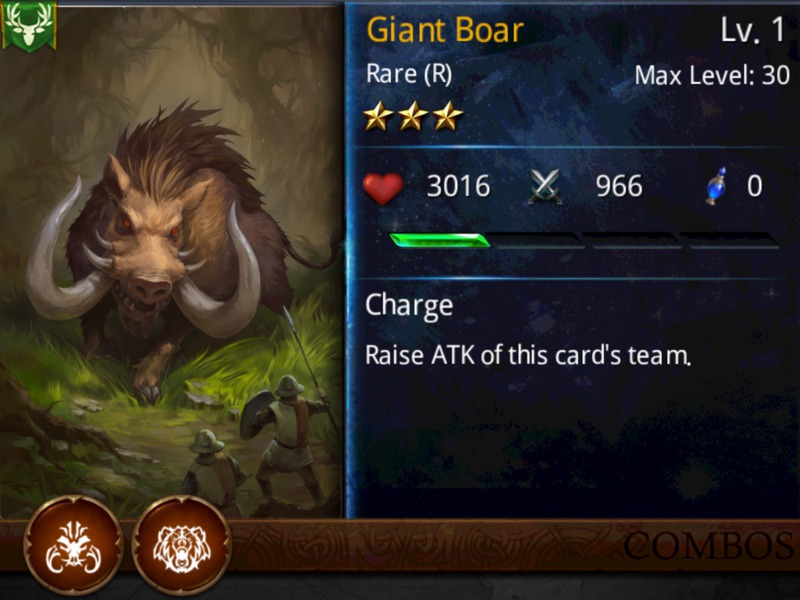 Giant Boar
Lv. 1
Rare (R)
Max Level: 30
3016
966
0
Charge
Raise ATK of this card's team.
COMBOS